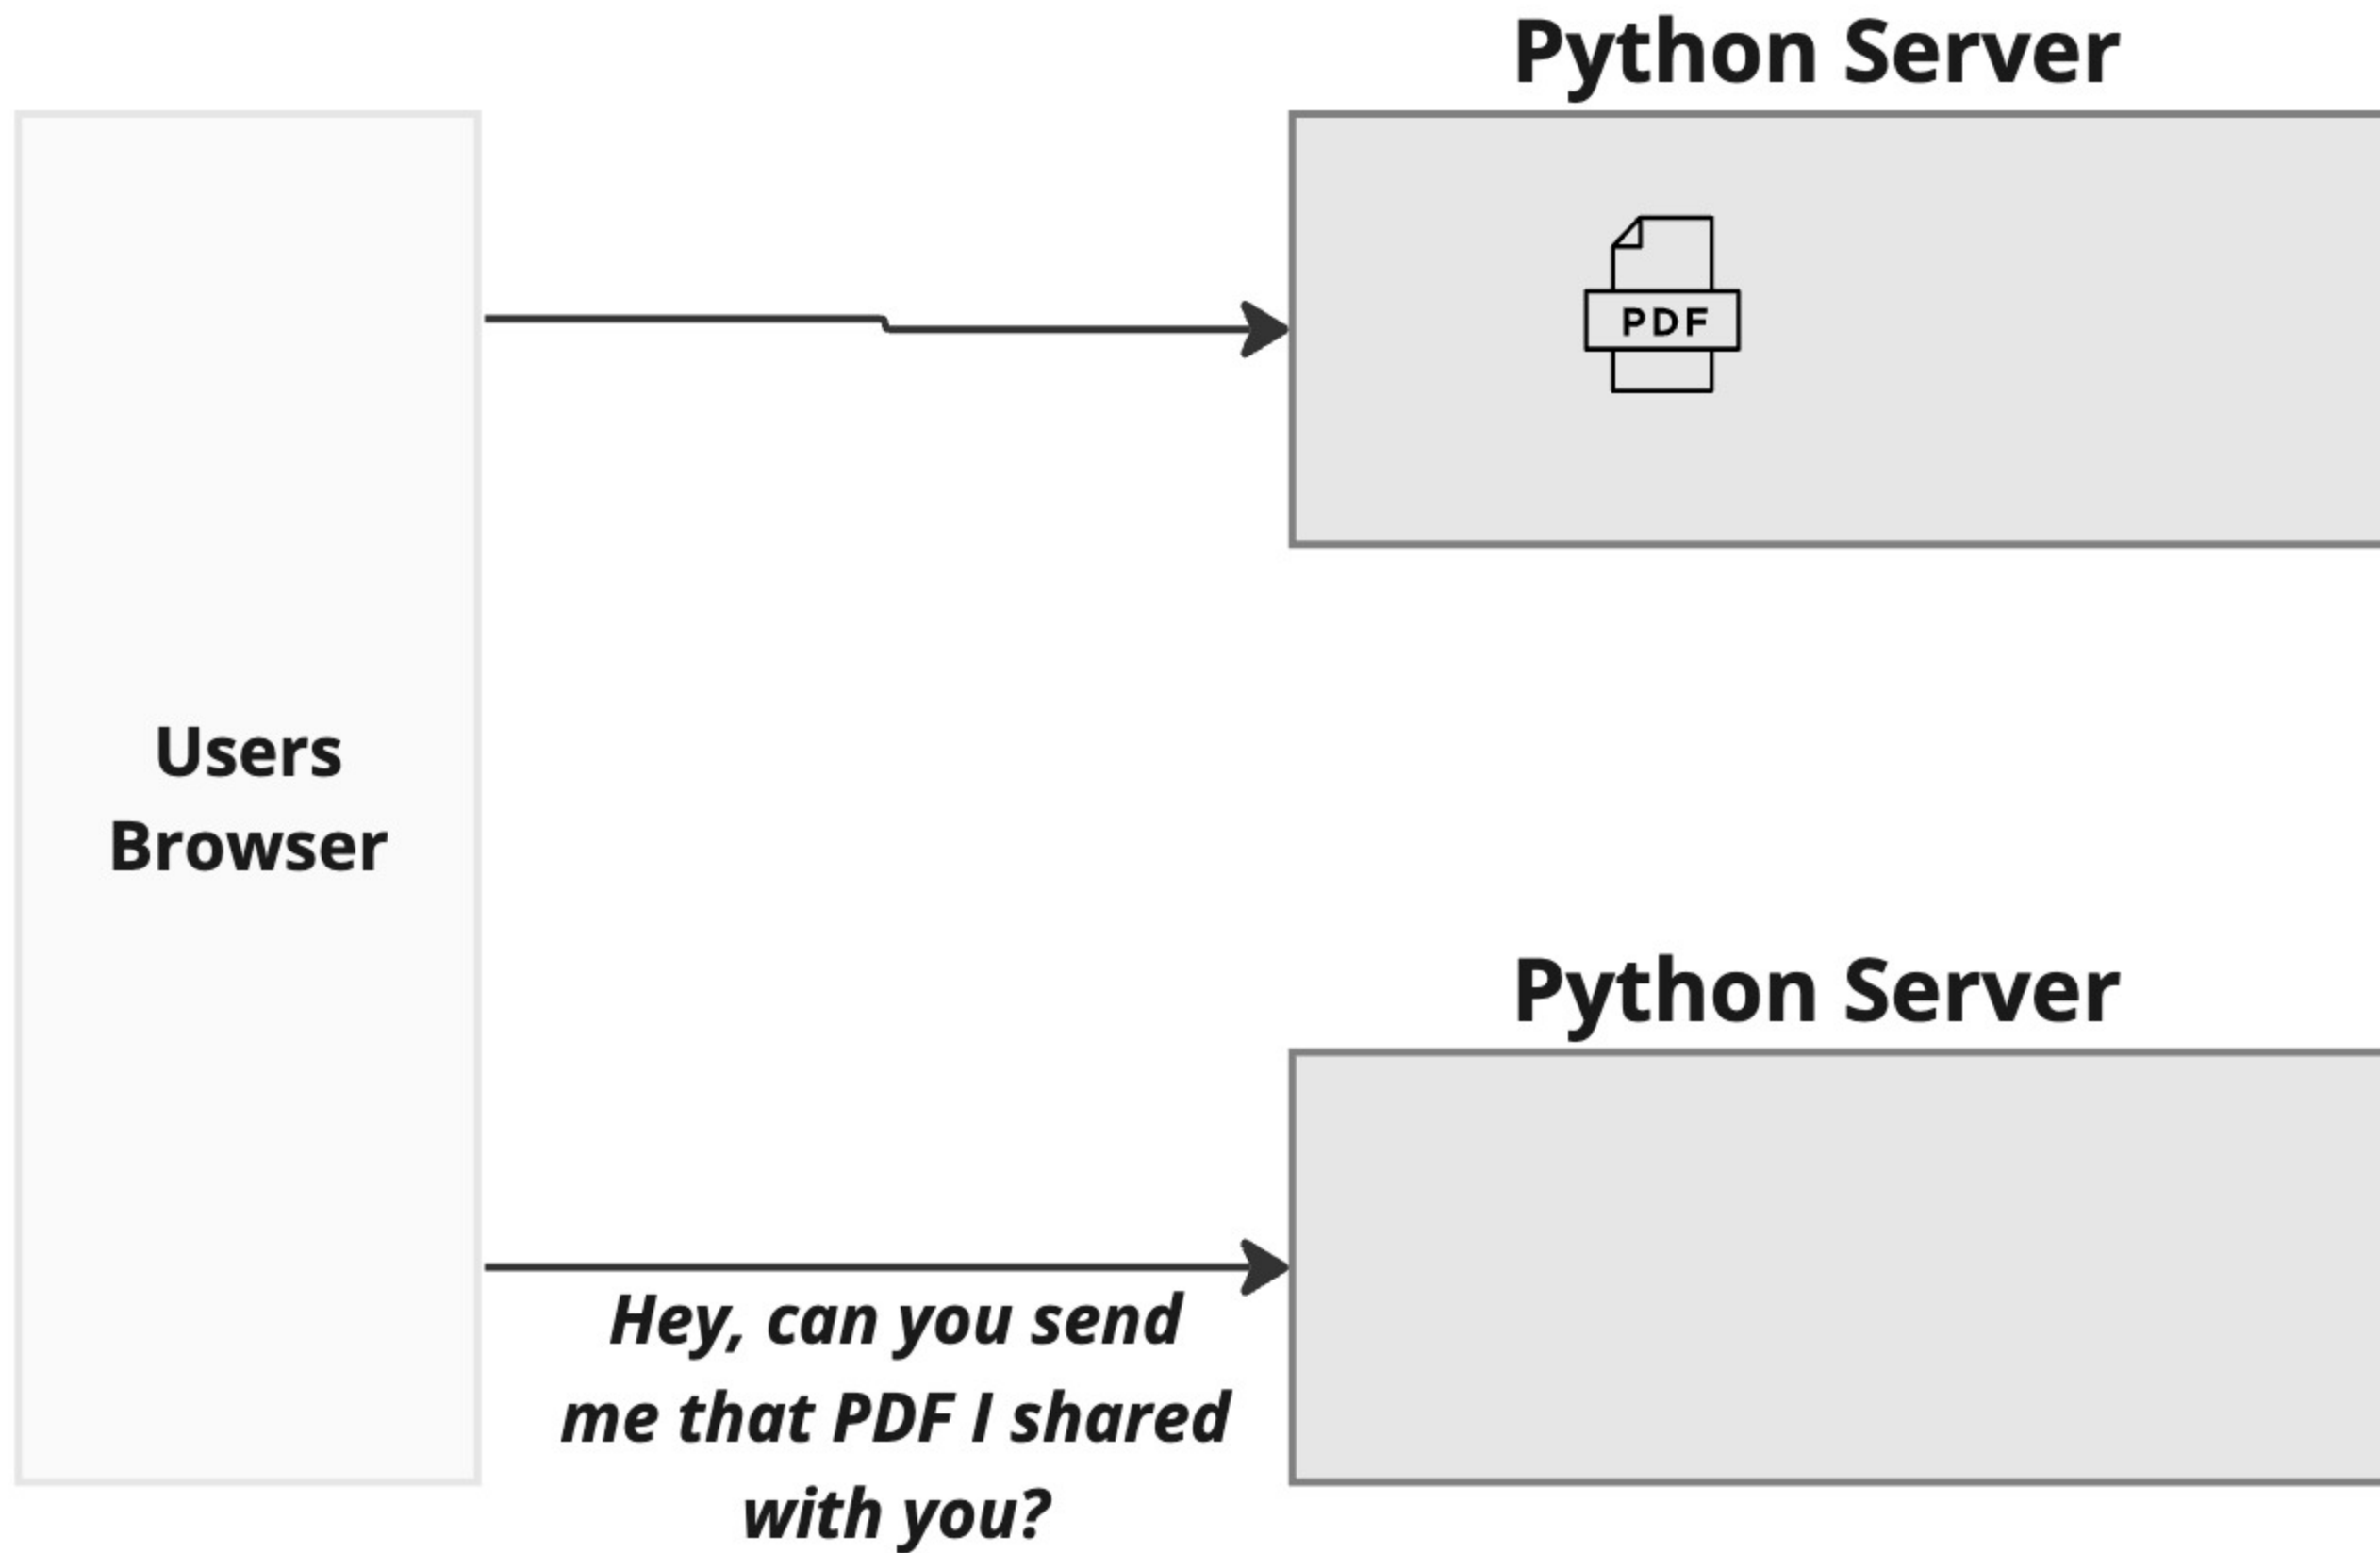 Python Server
PDF
Users
Browser
Python Server
Hey, can you send
me that PDF I shared
with you?